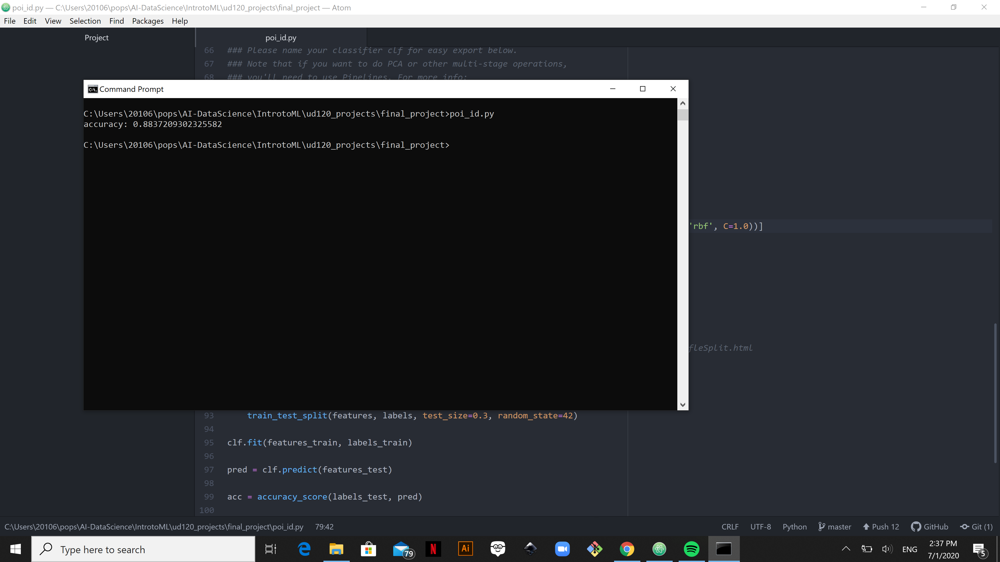 poi_id.py — C:\Users\20106\pops\AI-DataScience\IntrotoML\ud120_projects\final_project — Atom
File Edit View Selection Find Packages Help
Project
poi_id.py
66 ### Please name your classifier clf for easy export below.
67 ### Note that if you want to do PCA or other multi-stage operations,
68 ### you'll need to use Pipelines. For more info:
Command Prompt
C:\Users\20106\pops\AI-DataScience\IntrotoML\ud120_projects\final_project>poi_id.py
accuracy: 0.8837209302325582
C:\Users\20106\pops\AI-DataScience\IntrotoML\ud120_projects\final_project>
'rbf', C=1.0))]
fleSplit.html
93 train_test_split(features, labels, test_size=0.3, random_state=42)
94
95 clf.fit(features_train, labels_train)
96
97 pred = clf.predict(features_test)
98
99 acc = accuracy_score(labels_test, pred)
100
C:\Users\20106\pops\AI-DataScience\IntrotoML\ud120_projects\final_project\poi_id.py 79:42 CRLF UTF-8 Python master Push 12 GitHub Git (1)
Type here to search
79
N
Ai
ENG
2:37 PM
7/1/2020
5